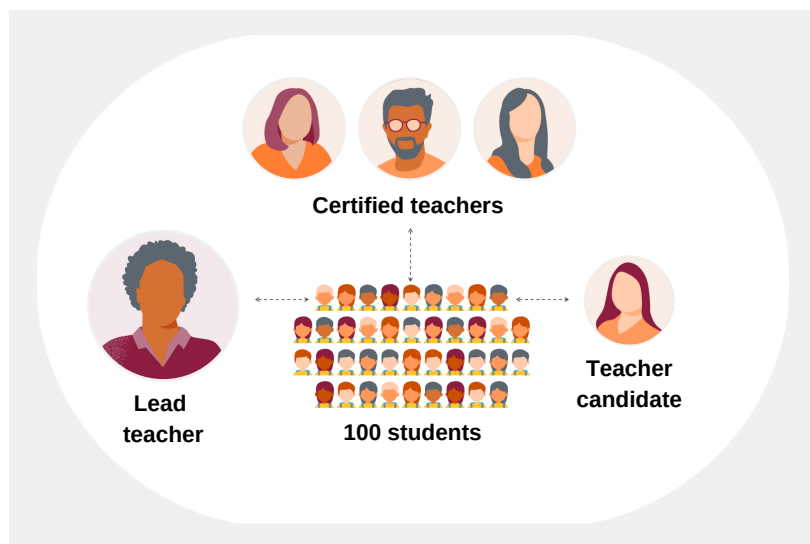 Certified teachers
Lead
teacher
100 students
Teacher
candidate